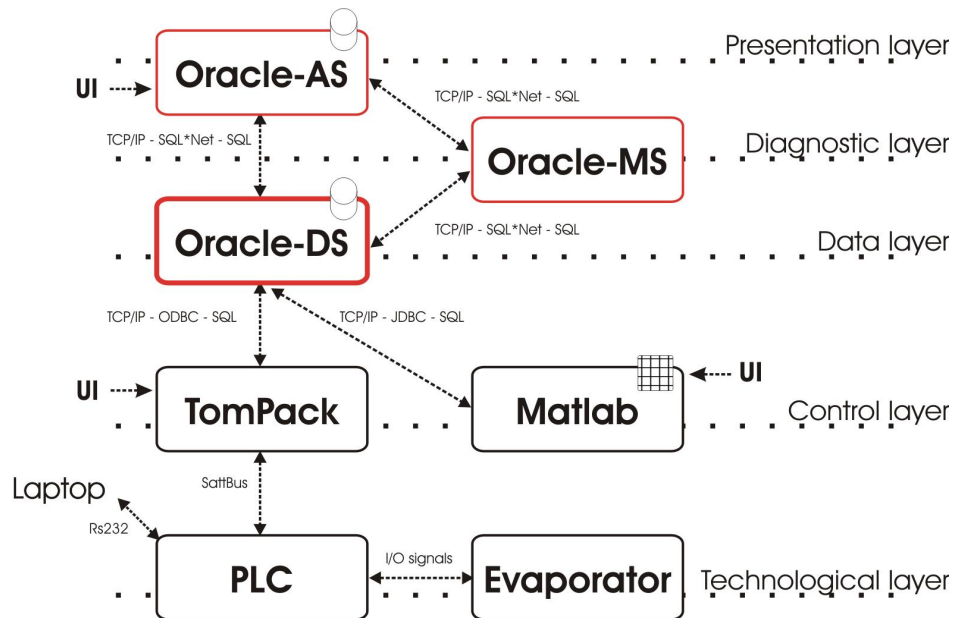 Presentation layer
Oracle-AS
UI
TCP/IP - SQL*Net - SQL
TCP/IP - SQL*Net - SQL
Diagnostic layer
Oracle-MS
Oracle-DS
TCP/IP - SQL*Net - SQL
Data layer
TCP/IP - ODBC - SQL
TCP/IP - JDBC - SQL
UI
UI
TomPack
Matlab
Control layer
SattBus
Laptop
Rs232
I/O signals
PLC
Evaporator
Technological layer